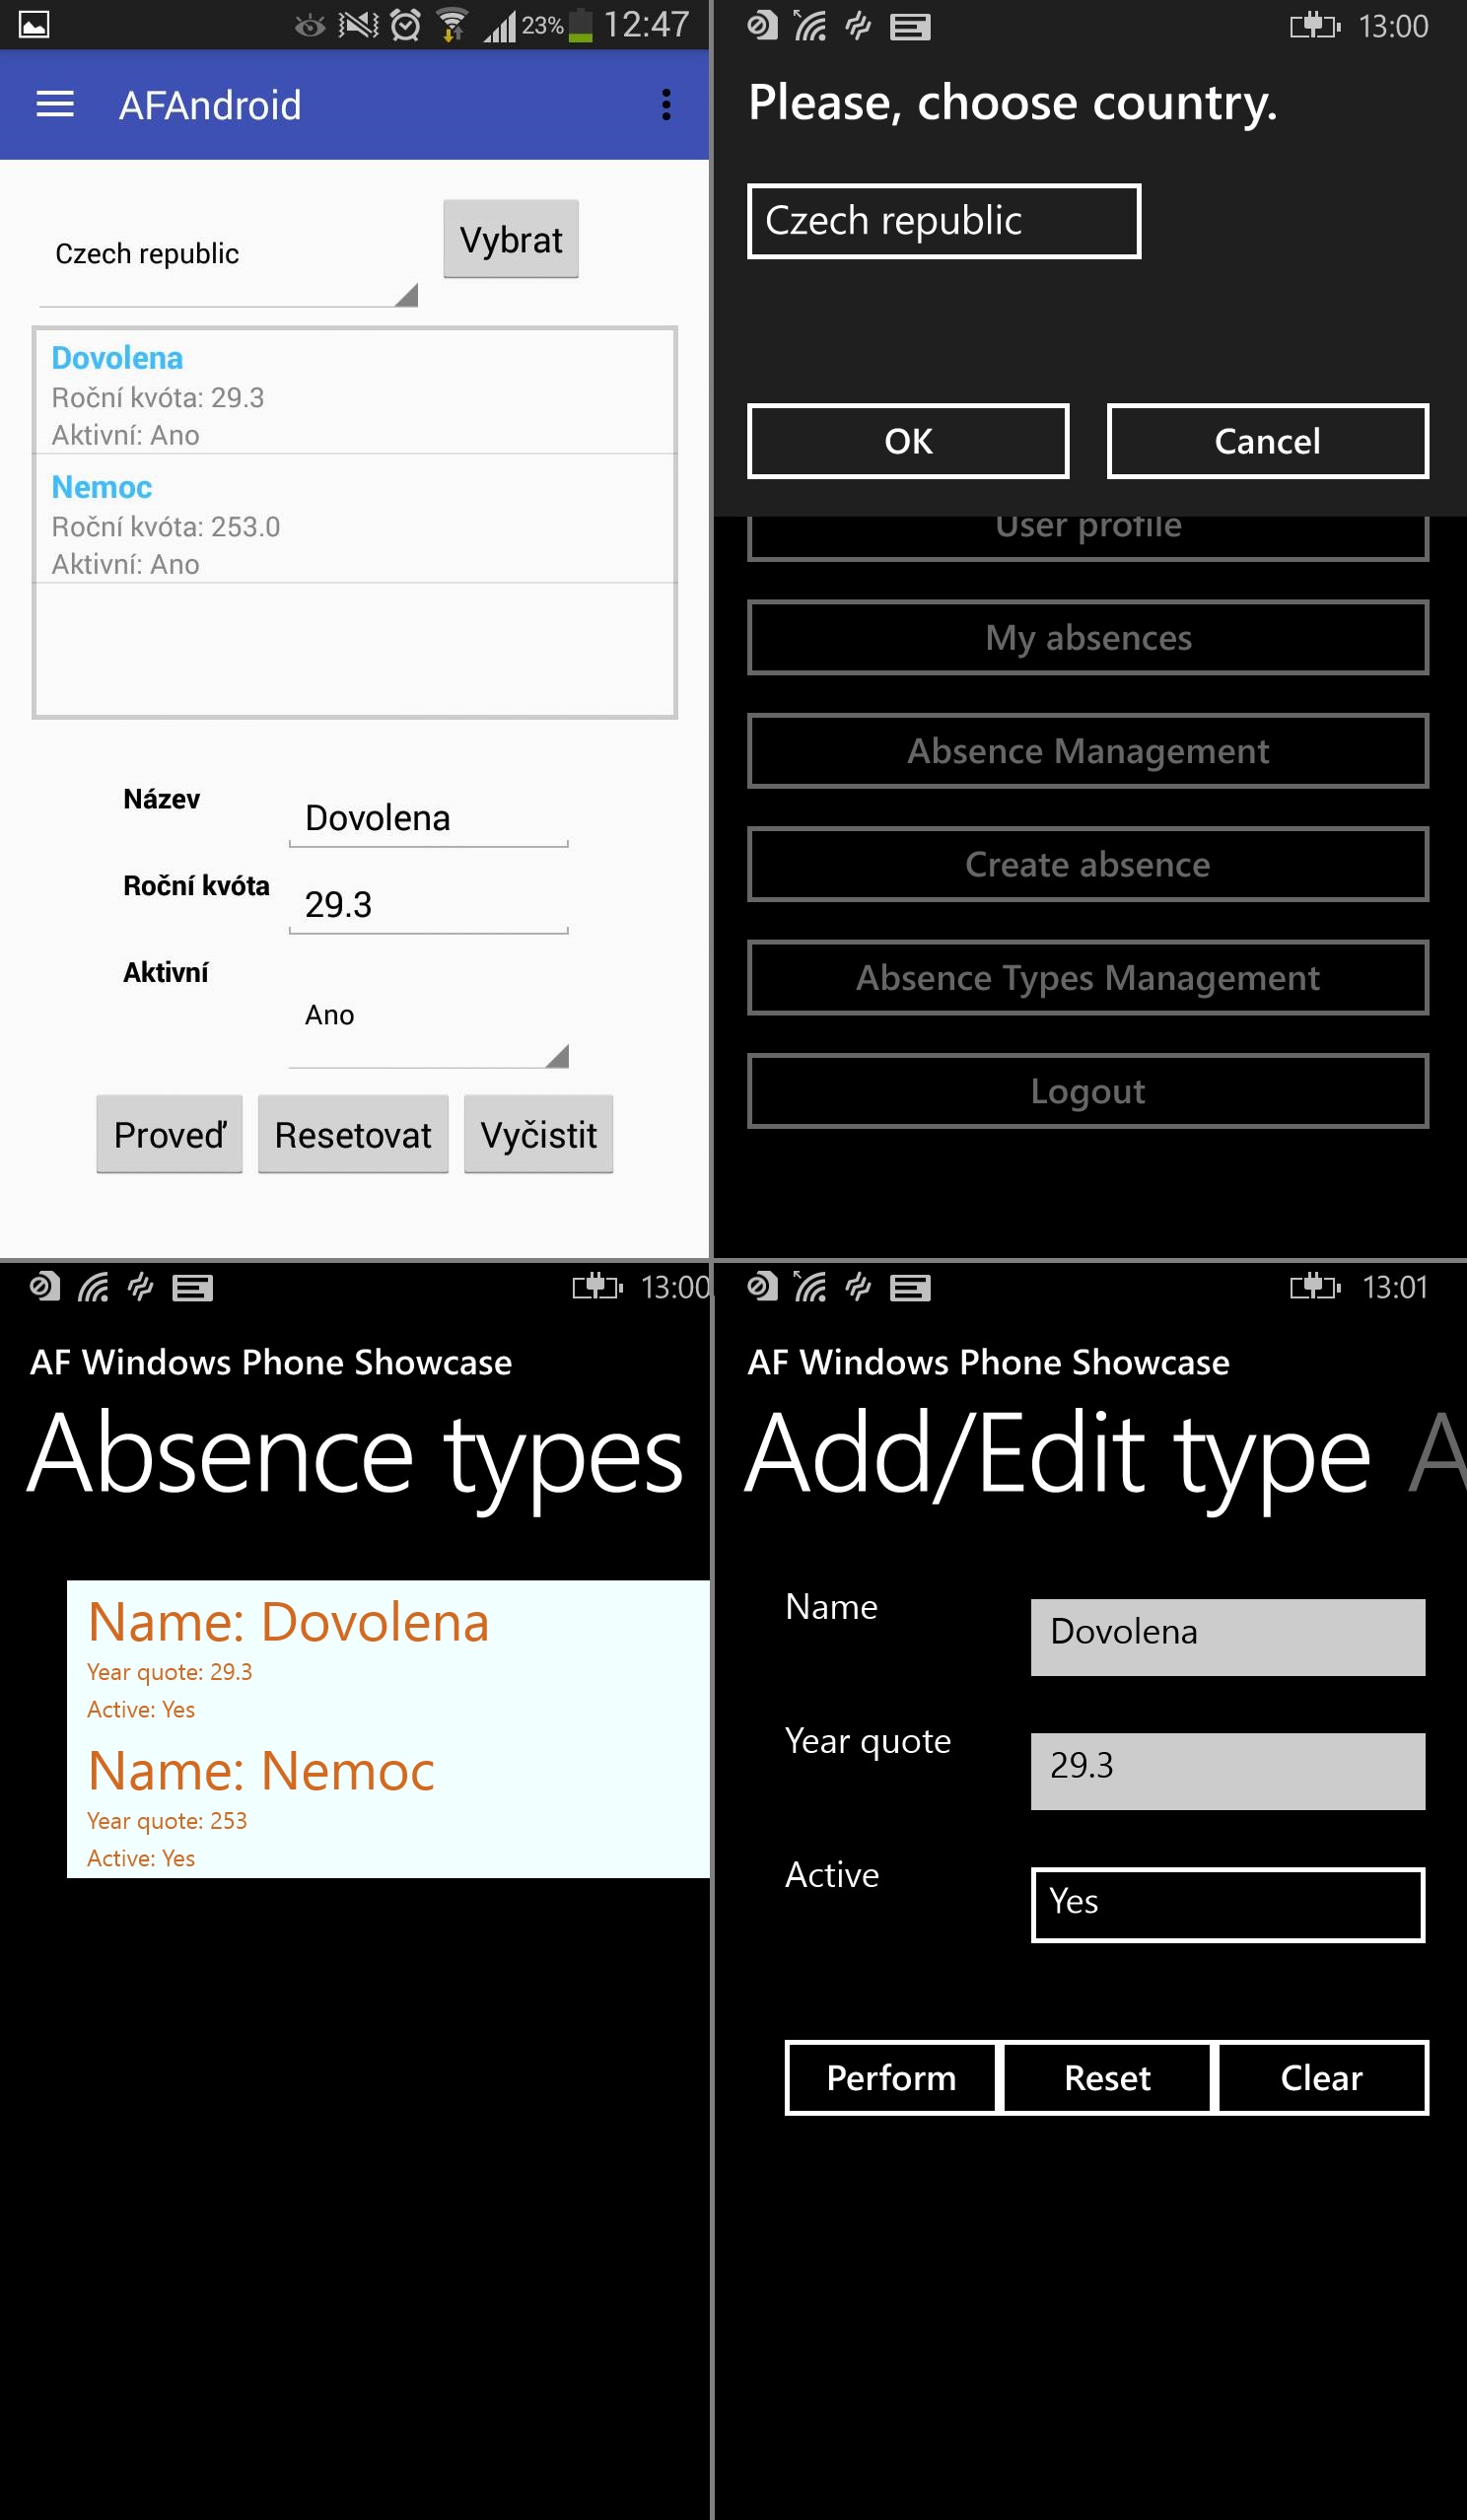 23% 12:47
AFAndroid
Czech republic
Vybrat
Dovolena
Roční kvóta: 29.3
Aktivní: Ano
Nemoc
Roční kvóta: 253.0
Aktivní: Ano
Název
Dovolena
Roční kvóta
29.3
Aktivní
Ano
Proveď Resetovat Vyčistit
13:00
Please, choose country.
Czech republic
OK Cancel
User profile
My absences
Absence Management
Create absence
Absence Types Management
Logout
13:00
AF Windows Phone Showcase
Absence types
Name: Dovolena
Year quote: 29.3
Active: Yes
Name: Nemoc
Year quote: 253
Active: Yes
13:01
AF Windows Phone Showcase
Add/Edit type A
Name
Dovolena
Year quote
29.3
Active
Yes
Perform Reset Clear